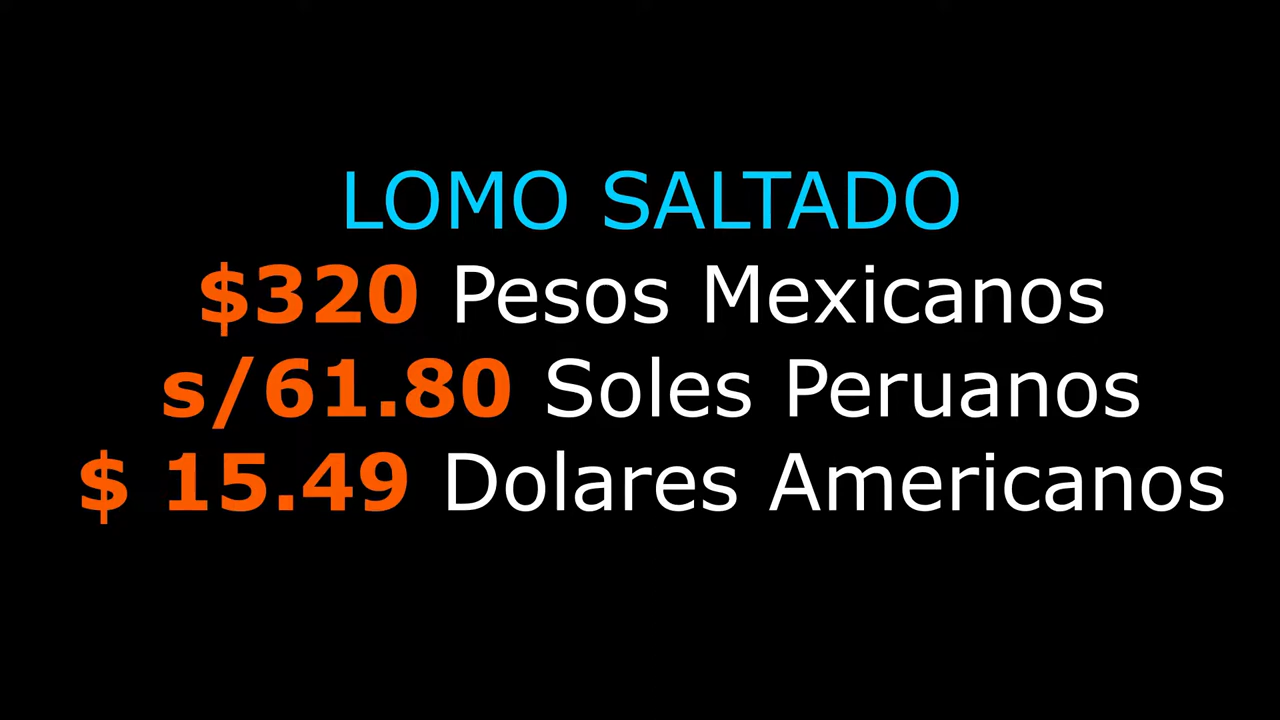 LOMO SALTADO
$320 Pesos Mexicanos
s/61.80 Soles Peruanos
$ 15.49 Dolares Americanos